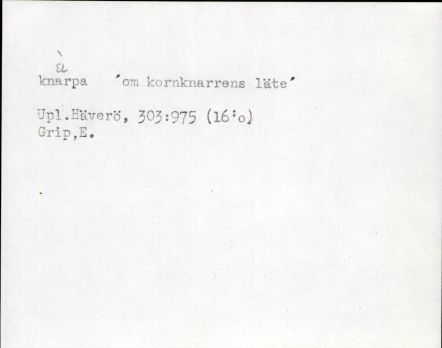 à
knarpa 'om kornknarrens läte'
Upl.Häverö, 303:975 (16:o)
Grip,E.